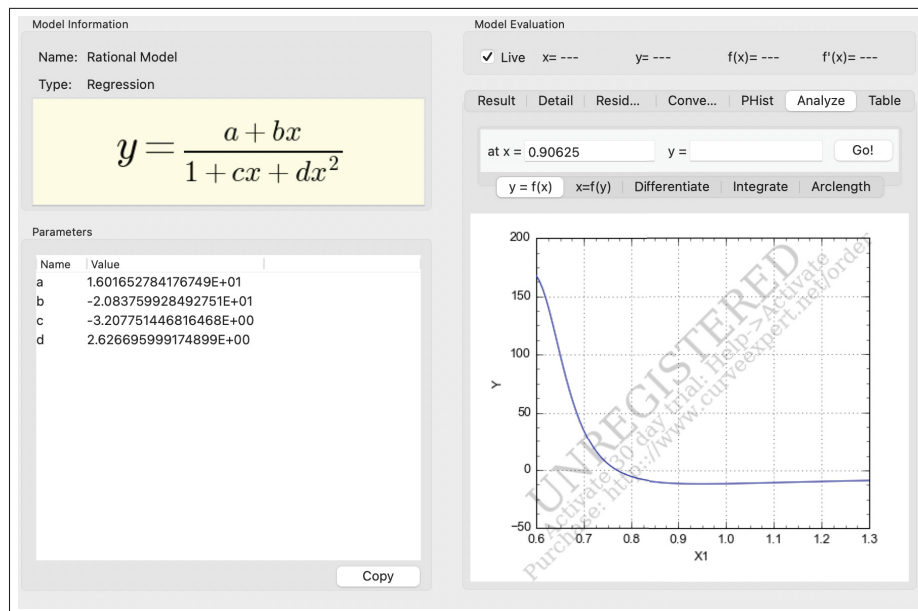 Model Information
Name: Rational Model
Type: Regression
y = \frac{a + bx}{1 + cx + dx^2}
Parameters
Name Value
a 1.601652784176749E+01
b -2.083759928492751E+01
c -3.207751446816468E+00
d 2.626695999174899E+00
Copy
Model Evaluation
Live x= --- y= --- f(x)= --- f'(x)= ---
Result Detail Resid... Conve... PHist Analyze Table
at x = 0.90625 y = Go!
y = f(x) x=f(y) Differentiate Integrate Arclength
200
150
100
50
0
-50
Y
0.6 0.7 0.8 0.9 1.0 1.1 1.2 1.3
X1
UNREGISTERED
Activate 30 day trial: Help->Activate
Purchase: http://www.curveexpert.net/order